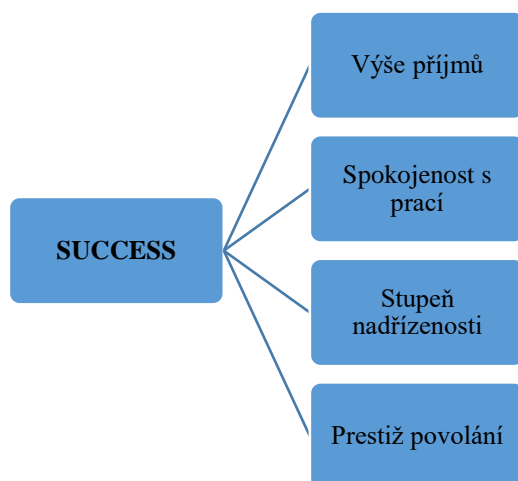 SUCCESS
Výše příjmů
Spokojenost s
prací
Stupeň
nadřízenosti
Prestiž povolání